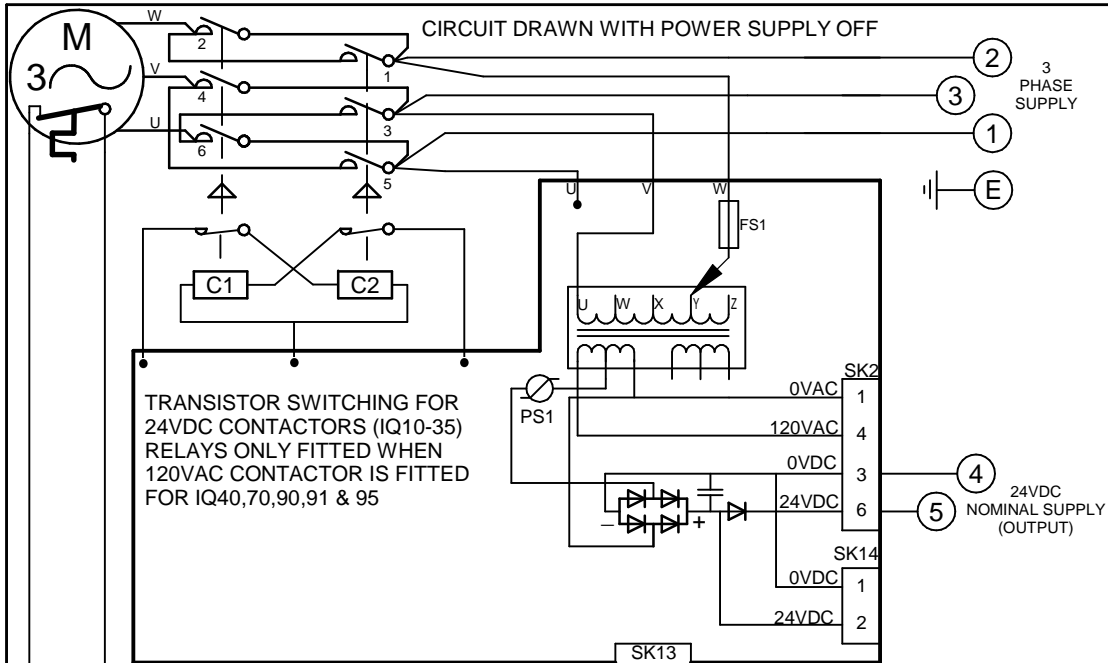 CIRCUIT DRAWN WITH POWER SUPPLY OFF
W
M
3
V
U
2
4
6
1
3
5
2
3
1
E
3
PHASE
SUPPLY
U
V
W
FS1
C1
C2
U W X Y Z
TRANSISTOR SWITCHING FOR
24VDC CONTACTORS (IQ10-35)
RELAYS ONLY FITTED WHEN
120VAC CONTACTOR IS FITTED
FOR IQ40,70,90,91 & 95
PS1
SK2
0VAC 1
120VAC 4
0VDC 3
24VDC 6
4
5
24VDC
NOMINAL SUPPLY
(OUTPUT)
– +
SK14
0VDC 1
24VDC 2
SK13